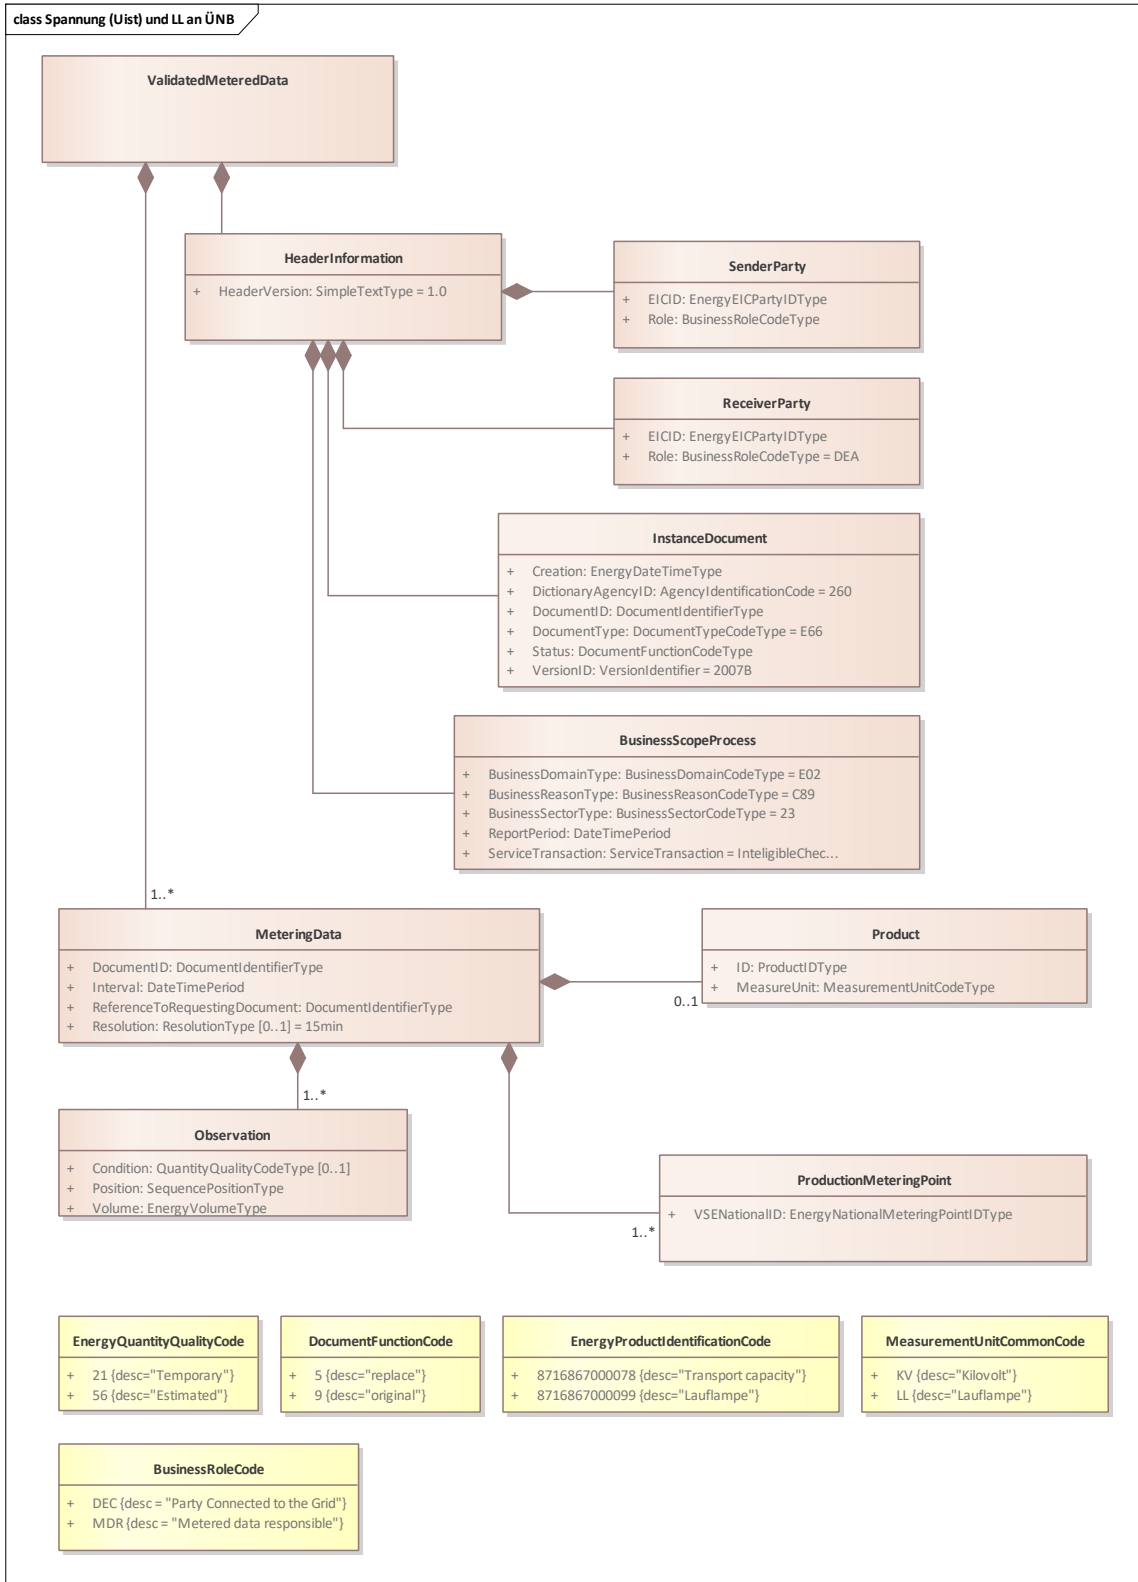 class Spannung (Uist) und LL an ÜNB
ValidatedMeteredData
HeaderInformation
+ HeaderVersion: SimpleTextType = 1.0
SenderParty
+ EICID: EnergyEICPartyIDType
+ Role: BusinessRoleCodeType
ReceiverParty
+ EICID: EnergyEICPartyIDType
+ Role: BusinessRoleCodeType = DEA
InstanceDocument
+ Creation: EnergyDateTimeType
+ DictionaryAgencyID: AgencyIdentificationCode = 260
+ DocumentID: DocumentIdentifierType
+ DocumentType: DocumentTypeCodeType = E66
+ Status: DocumentFunctionCodeType
+ VersionID: VersionIdentifier = 2007B
BusinessScopeProcess
+ BusinessDomainType: BusinessDomainCodeType = E02
+ BusinessReasonType: BusinessReasonCodeType = C89
+ BusinessSectorType: BusinessSectorCodeType = 23
+ ReportPeriod: DateTimePeriod
+ ServiceTransaction: ServiceTransaction = InteligibleChec...
1..*
MeteringData
+ DocumentID: DocumentIdentifierType
+ Interval: DateTimePeriod
+ ReferenceToRequestingDocument: DocumentIdentifierType
+ Resolution: ResolutionType [0..1] = 15min
Product
+ ID: ProductIDType
+ MeasureUnit: MeasurementUnitCodeType
0..1
1..*
Observation
+ Condition: QuantityQualityCodeType [0..1]
+ Position: SequencePositionType
+ Volume: EnergyVolumeType
ProductionMeteringPoint
+ VSENationalID: EnergyNationalMeteringPointIDType
1..*
EnergyQuantityQualityCode
+ 21 {desc="Temporary"}
+ 56 {desc="Estimated"}
DocumentFunctionCode
+ 5 {desc="replace"}
+ 9 {desc="original"}
EnergyProductIdentificationCode
+ 8716867000078 {desc="Transport capacity"}
+ 8716867000099 {desc="Lauflampe"}
MeasurementUnitCommonCode
+ KV {desc="Kilovolt"}
+ LL {desc="Lauflampe"}
BusinessRoleCode
+ DEC {desc = "Party Connected to the Grid"}
+ MDR {desc = "Metered data responsible"}